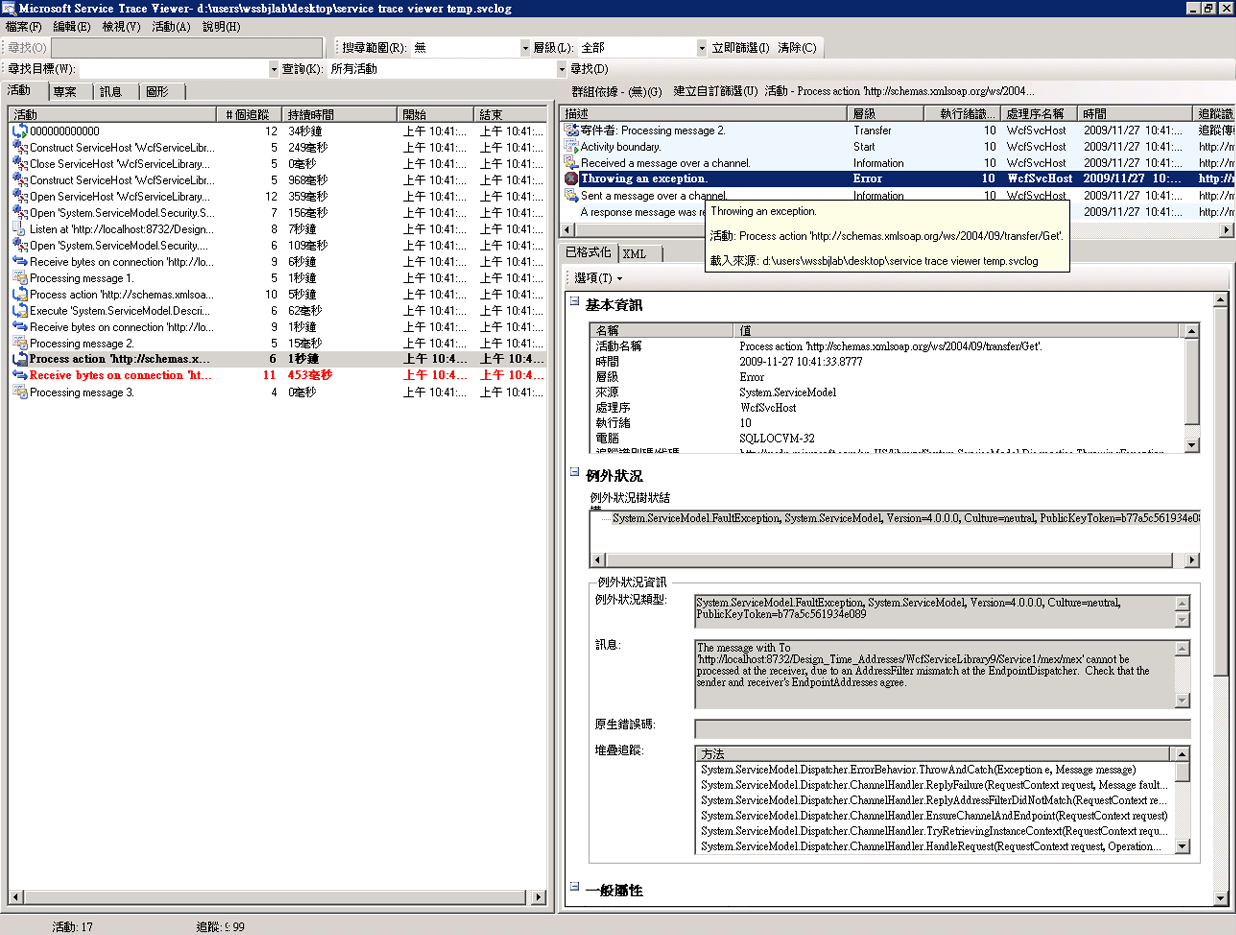 Microsoft Service Trace Viewer- d:\users\wssbjlab\desktop\service trace viewer temp.svclog
檔案(F) 編輯(E) 檢視(V) 活動(A) 說明(H)
尋找(O) 搜尋範圍(R): 無 層級(L): 全部 立即篩選(I) 清除(C)
尋找目標(W): 查詢(K): 所有活動 尋找(D)
活動 專案 訊息 圖形
活動 # 個追蹤 持續時間 開始 結束
000000000000 12 34秒鐘 上午 10:41:... 上午 10:41:...
Construct ServiceHost 'WcfServiceLibr... 5 249毫秒 上午 10:41:... 上午 10:41:...
Close ServiceHost 'WcfServiceLibrary... 5 0毫秒 上午 10:41:... 上午 10:41:...
Construct ServiceHost 'WcfServiceLibr... 5 968毫秒 上午 10:41:... 上午 10:41:...
Open ServiceHost 'WcfServiceLibrary... 12 359毫秒 上午 10:41:... 上午 10:41:...
Open 'System.ServiceModel.Security.S... 7 156毫秒 上午 10:41:... 上午 10:41:...
Listen at 'http://localhost:8732/Design... 8 7秒鐘 上午 10:41:... 上午 10:41:...
Open 'System.ServiceModel.Security.... 6 109毫秒 上午 10:41:... 上午 10:41:...
Receive bytes on connection 'http://lo... 9 6秒鐘 上午 10:41:... 上午 10:41:...
Processing message 1. 5 1秒鐘 上午 10:41:... 上午 10:41:...
Process action 'http://schemas.xmlsoa... 10 5秒鐘 上午 10:41:... 上午 10:41:...
Execute 'System.ServiceModel.Descri... 6 62毫秒 上午 10:41:... 上午 10:41:...
Receive bytes on connection 'http://lo... 9 1秒鐘 上午 10:41:... 上午 10:41:...
Processing message 2. 5 15毫秒 上午 10:41:... 上午 10:41:...
Process action 'http://schemas.x... 6 1秒鐘 上午 10:4... 上午 10:4...
Receive bytes on connection 'ht... 11 453毫秒 上午 10:4... 上午 10:4...
Processing message 3. 4 0毫秒 上午 10:41:... 上午 10:41:...
群組依據 - (無)(G) 建立自訂篩選(U) 活動 - Process action 'http://schemas.xmlsoap.org/ws/2004...
描述 層級 執行緒識... 處理序名稱 時間 追蹤識
寄件者: Processing message 2. Transfer 10 WcfSvcHost 2009/11/27 10:41:... 追蹤傳
Activity boundary. Start 10 WcfSvcHost 2009/11/27 10:41:... http://m
Received a message over a channel. Information 10 WcfSvcHost 2009/11/27 10:41:... http://m
Throwing an exception. Error 10 WcfSvcHost 2009/11/27 10:... http://
Sent a message over a channel. Information 10 WcfSvcHost 2009/11/27 10:41:... http://m
A response message was re 2009/11/27 10:41:... http://m
Throwing an exception.
活動: Process action 'http://schemas.xmlsoap.org/ws/2004/09/transfer/Get'.
載入來源: d:\users\wssbjlab\desktop\service trace viewer temp.svclog
已格式化 XML
選項(T)
基本資訊
名稱 值
活動名稱 Process action 'http://schemas.xmlsoap.org/ws/2004/09/transfer/Get'.
時間 2009-11-27 10:41:33.8777
層級 Error
來源 System.ServiceModel
處理序 WcfSvcHost
執行緒 10
電腦 SQLLOCVM-32
例外狀況
例外狀況樹狀結
System.ServiceModel.FaultException, System.ServiceModel, Version=4.0.0.0, Culture=neutral, PublicKeyToken=b77a5c561934e0
例外狀況資訊
例外狀況類型: System.ServiceModel.FaultException, System.ServiceModel, Version=4.0.0.0, Culture=neutral,
PublicKeyToken=b77a5c561934e089
訊息: The message with To
'http://localhost:8732/Design_Time_Addresses/WcfServiceLibrary9/Service1/mex/mex' cannot be
processed at the receiver, due to an AddressFilter mismatch at the EndpointDispatcher. Check that the
sender and receiver's EndpointAddresses agree.
原生錯誤碼:
堆疊追蹤: 方法
System.ServiceModel.Dispatcher.ErrorBehavior.ThrowAndCatch(Exception e, Message message)
System.ServiceModel.Dispatcher.ChannelHandler.ReplyFailure(RequestContext request, Message fault...
System.ServiceModel.Dispatcher.ChannelHandler.ReplyAddressFilterDidNotMatch(RequestContext re...
System.ServiceModel.Dispatcher.ChannelHandler.EnsureChannelAndEndpoint(RequestContext request)
System.ServiceModel.Dispatcher.ChannelHandler.TryRetrievingInstanceContext(RequestContext requ...
System.ServiceModel.Dispatcher.ChannelHandler.HandleRequest(RequestContext request, Operation...
一般屬性
活動: 17 追蹤: 99